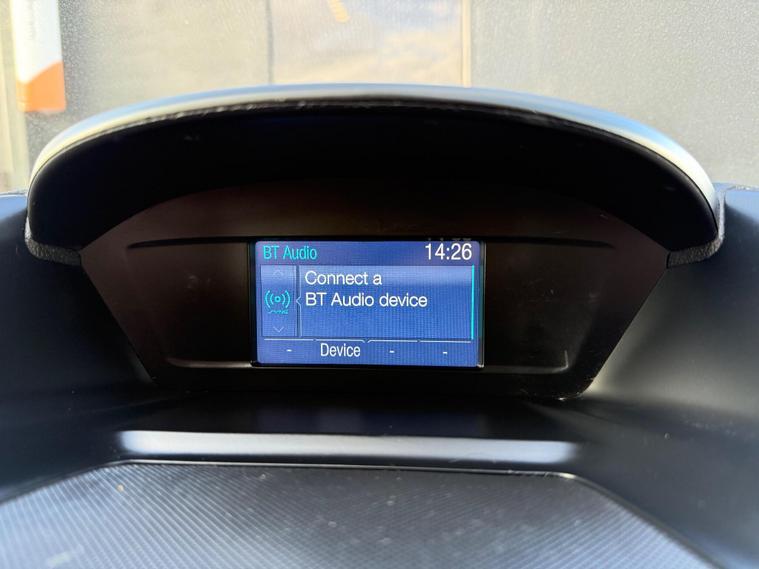 BT Audio 14:26
Connect a
BT Audio device
- Device - -